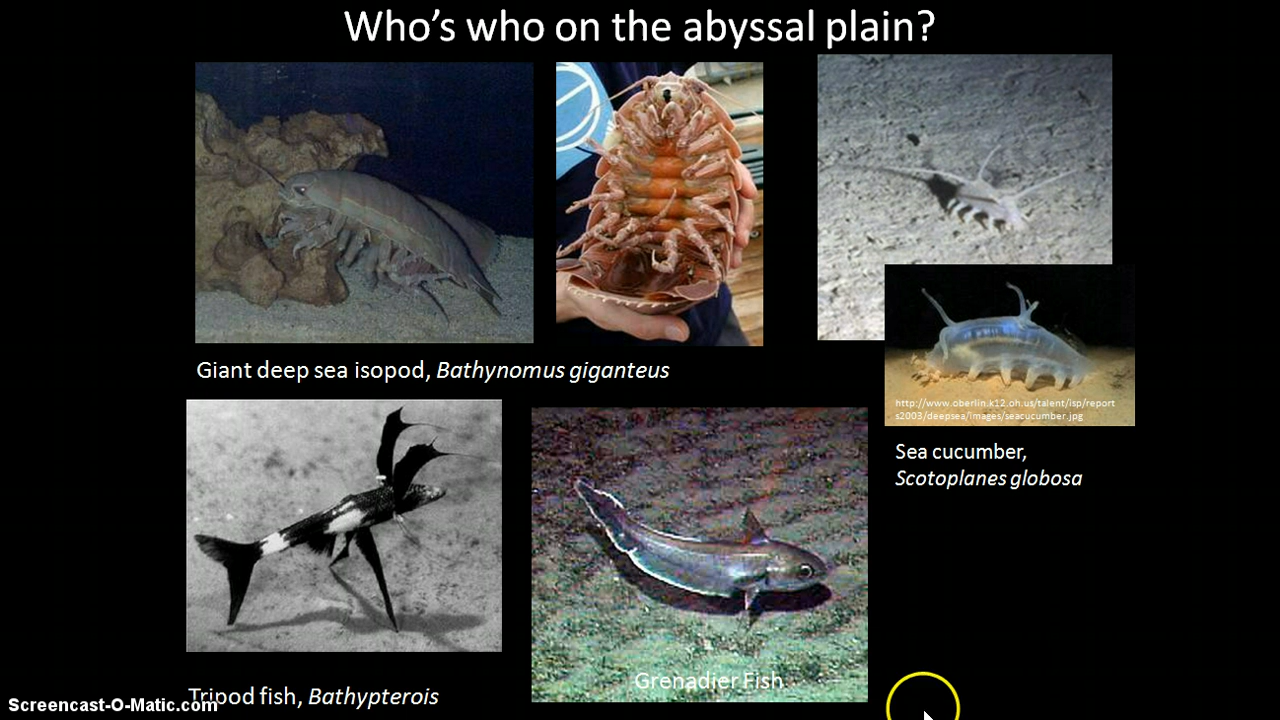 Who's who on the abyssal plain?
Giant deep sea isopod, Bathynomus giganteus
http://www.oberlin.k12.oh.us/talent/isp/report
s2003/deepsea/images/seacucumber.jpg
Sea cucumber,
Scotoplanes globosa
Grenadier Fish
Tripod fish, Bathypterois
Screencast-O-Matic.com